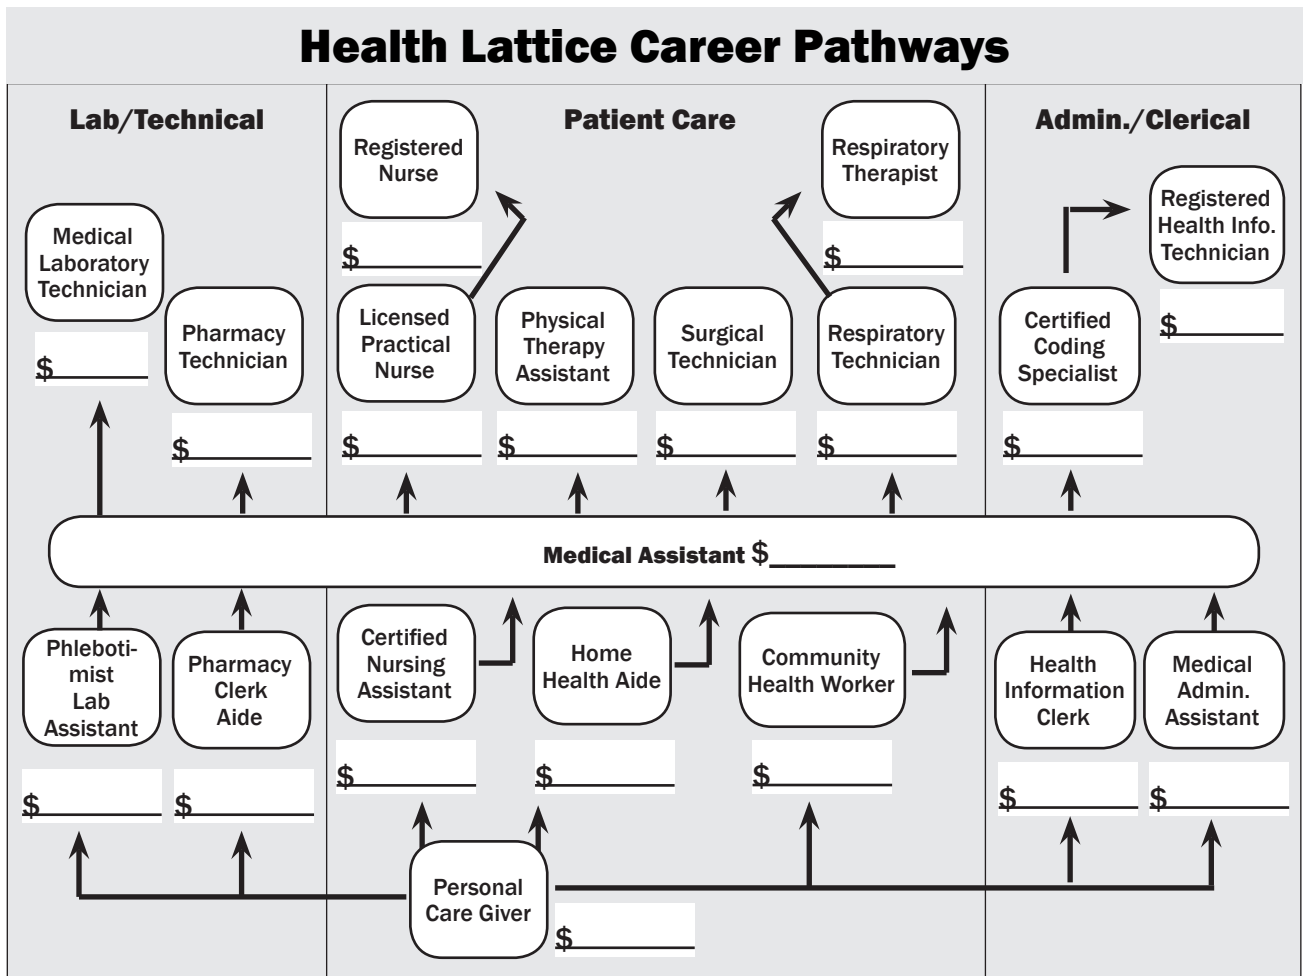 Health Lattice Career Pathways
Lab/Technical
Patient Care
Admin./Clerical
Registered
Nurse
$
Respiratory
Therapist
$
Registered
Health Info.
Technician
$
Medical
Laboratory
Technician
$
Pharmacy
Technician
$
Licensed
Practical
Nurse
$
Physical
Therapy
Assistant
$
Surgical
Technician
$
Respiratory
Technician
$
Certified
Coding
Specialist
$
Medical Assistant $
Phleboti-
mist
Lab
Assistant
$
Pharmacy
Clerk
Aide
$
Certified
Nursing
Assistant
$
Home
Health Aide
$
Community
Health Worker
$
Health
Information
Clerk
$
Medical
Admin.
Assistant
$
Personal
Care Giver
$